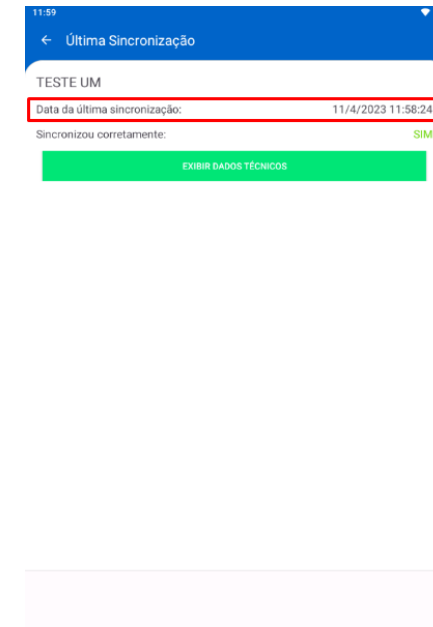 11:59
Última Sincronização
TESTE UM
Data da última sincronização: 11/4/2023 11:58:24
Sincronizou corretamente: SIM
EXIBIR DADOS TÉCNICOS